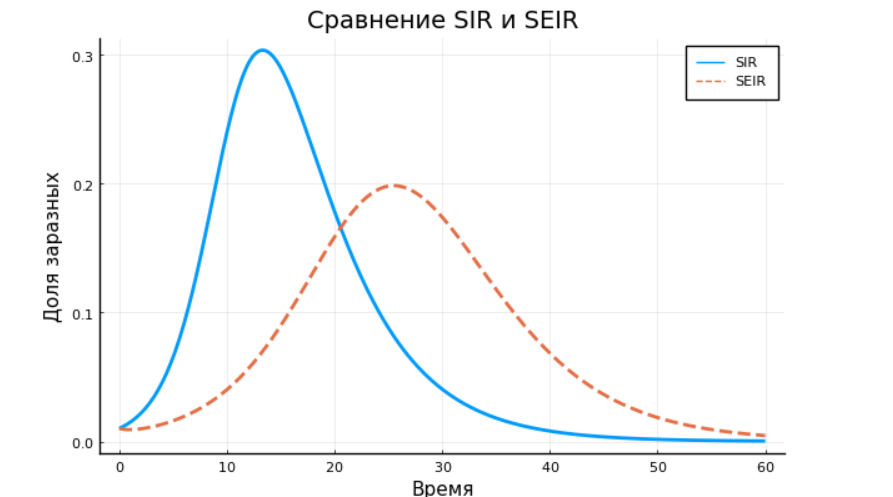 Сравнение SIR и SEIR
SIR
SEIR
Доля заразных
0.3
0.2
0.1
0.0
0 10 20 30 40 50 60
Время